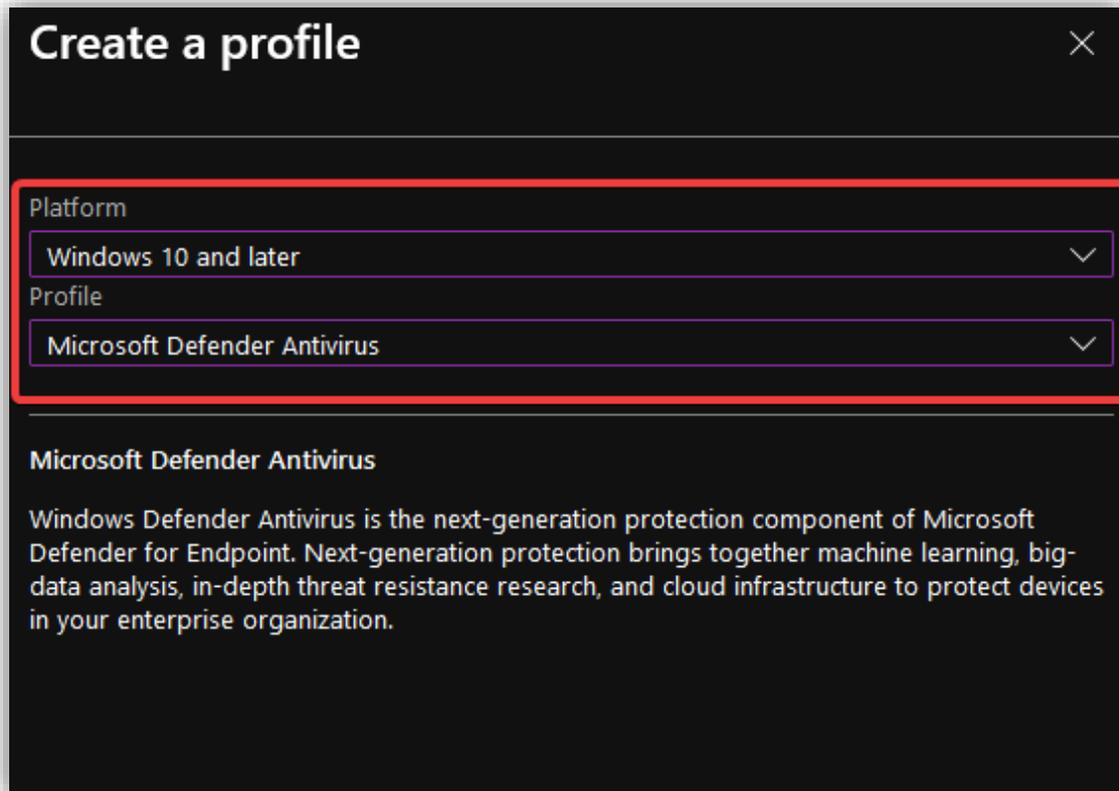 Create a profile
Platform
Windows 10 and later
Profile
Microsoft Defender Antivirus
Microsoft Defender Antivirus
Windows Defender Antivirus is the next-generation protection component of Microsoft
Defender for Endpoint. Next-generation protection brings together machine learning, big-
data analysis, in-depth threat resistance research, and cloud infrastructure to protect devices
in your enterprise organization.